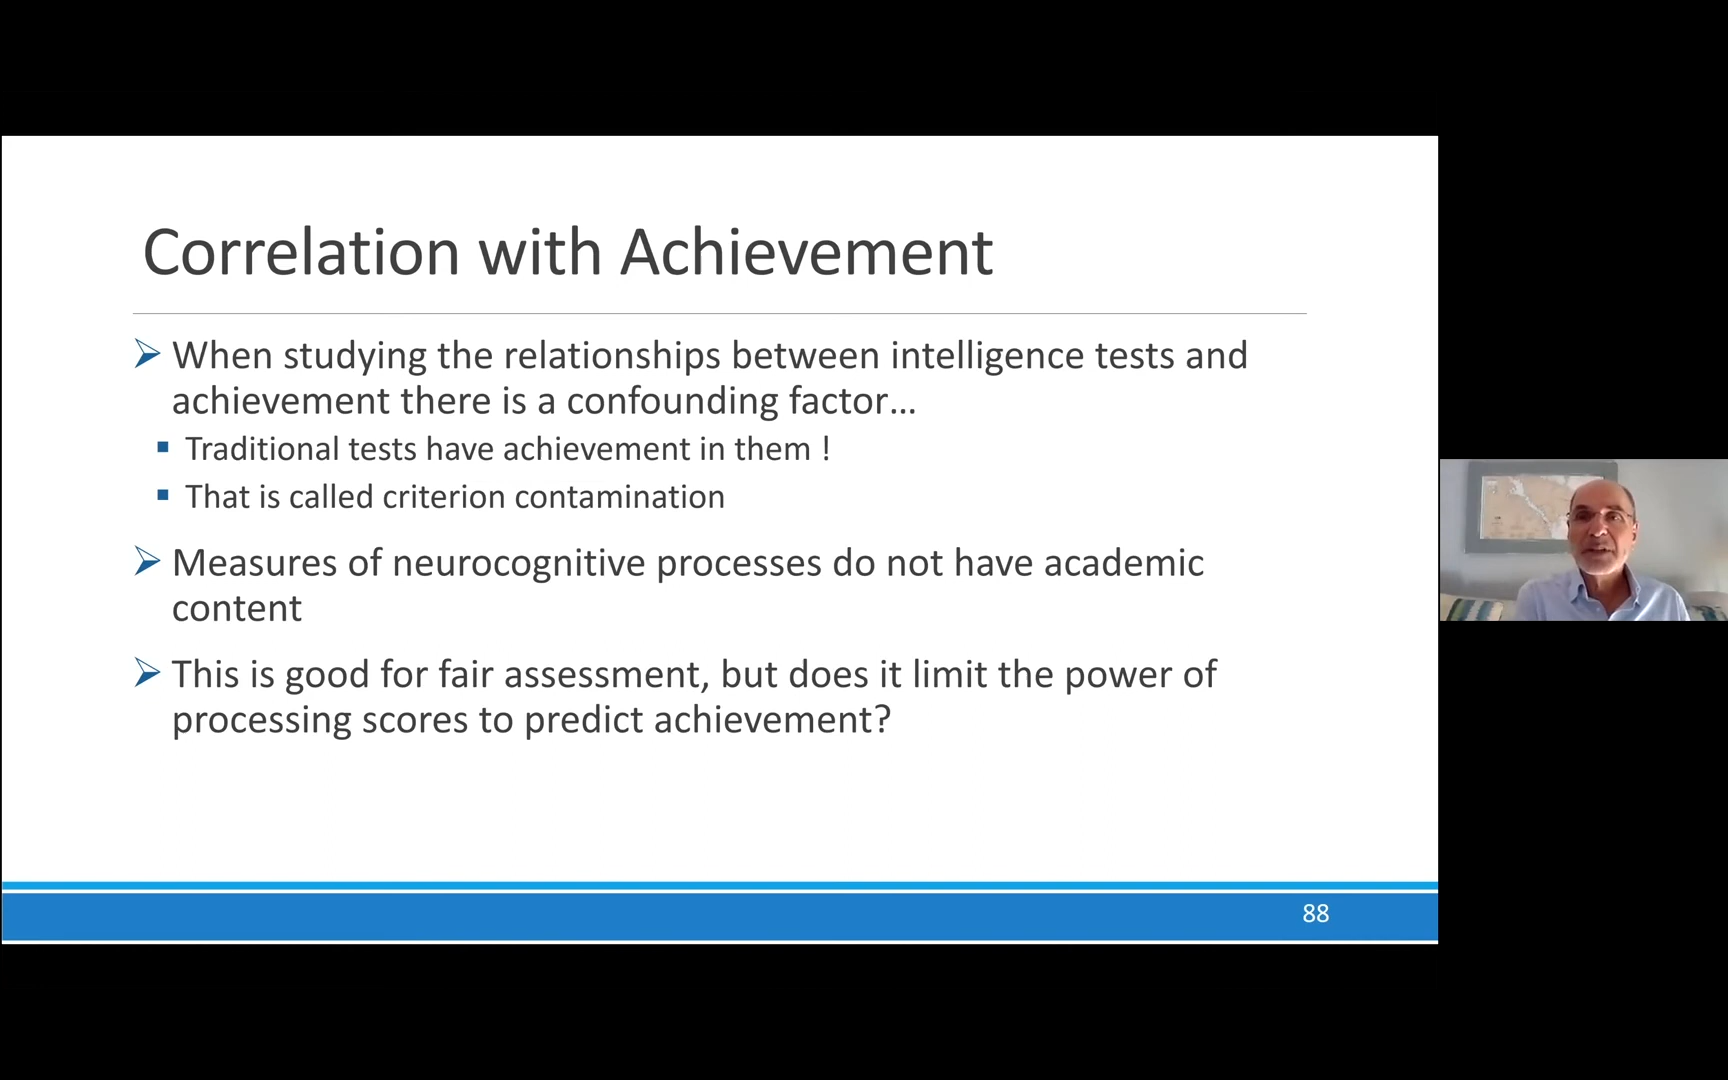 Correlation with Achievement
When studying the relationships between intelligence tests and
achievement there is a confounding factor…
Traditional tests have achievement in them !
That is called criterion contamination
Measures of neurocognitive processes do not have academic
content
This is good for fair assessment, but does it limit the power of
processing scores to predict achievement?
88